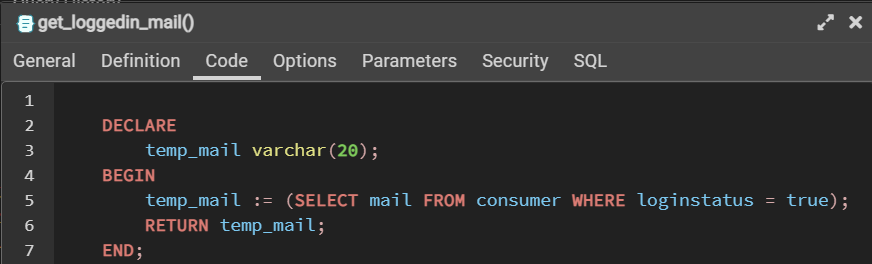 get_loggedin_mail()
General Definition Code Options Parameters Security SQL
1
2 DECLARE
3 temp_mail varchar(20);
4 BEGIN
5 temp_mail := (SELECT mail FROM consumer WHERE loginstatus = true);
6 RETURN temp_mail;
7 END;